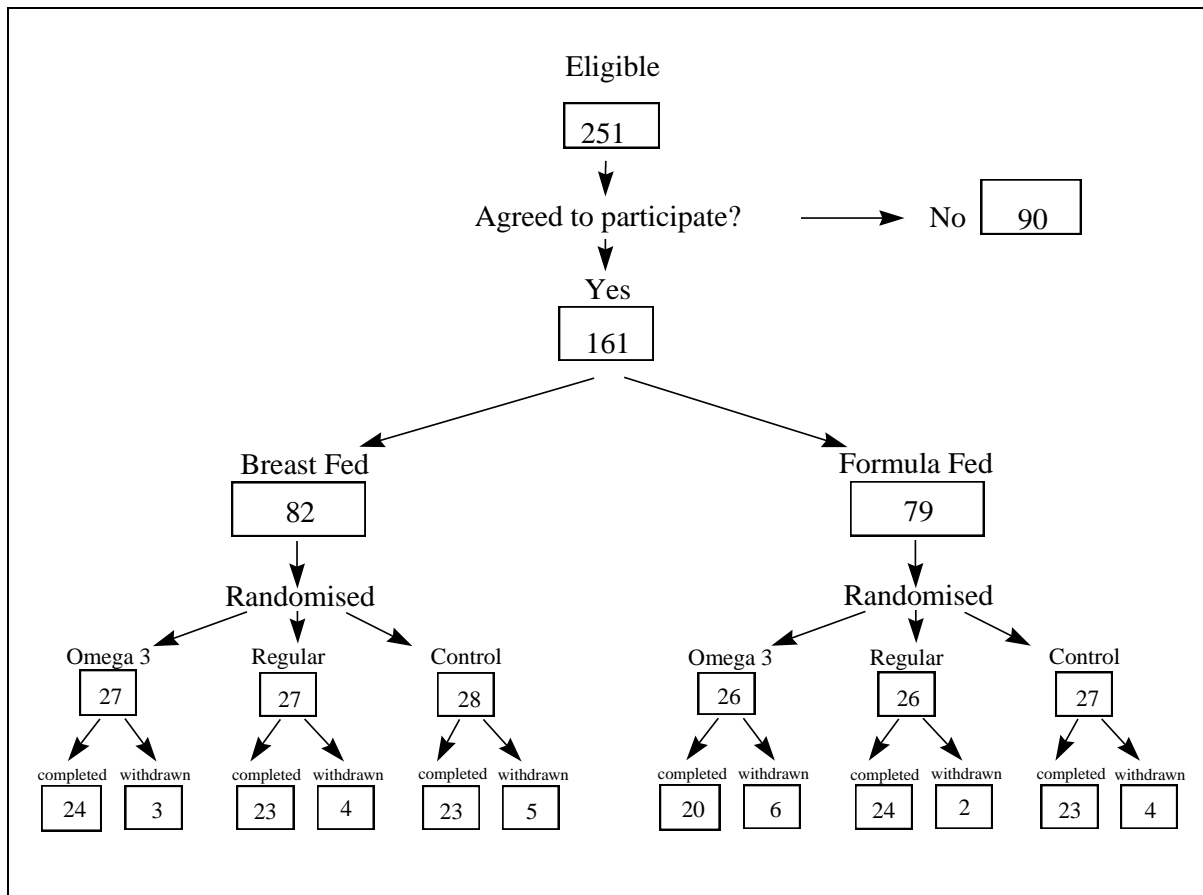 Eligible
251
Agreed to participate? No 90
Yes
161
Breast Fed Formula Fed
82 79
Randomised Randomised
Omega 3 Regular Control Omega 3 Regular Control
27 27 28 26 26 27
completed withdrawn completed withdrawn completed withdrawn completed withdrawn completed withdrawn completed withdrawn
24 3 23 4 23 5 20 6 24 2 23 4